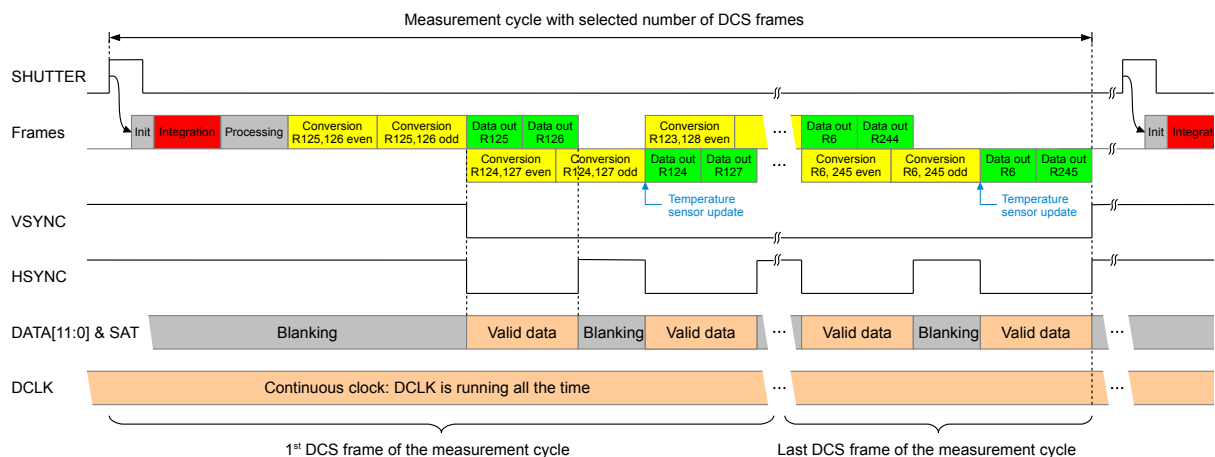 Measurement cycle with selected number of DCS frames
SHUTTER
Frames
Init
Integration
Processing
Conversion
R125,126 even
Conversion
R125,126 odd
Data out
R125
Data out
R126
Conversion
R123,128 even
...
Data out
R6
Data out
R244
Init
Integrati
Conversion
R124,127 even
Conversion
R124,127 odd
Data out
R124
Data out
R127
...
Conversion
R6, 245 even
Conversion
R6, 245 odd
Data out
R6
Data out
R245
Temperature
sensor update
Temperature
sensor update
VSYNC
HSYNC
DATA[11:0] & SAT
Blanking
Valid data
Blanking
Valid data
...
Valid data
Blanking
Valid data
...
DCLK
Continuous clock: DCLK is running all the time
...
...
1st DCS frame of the measurement cycle
Last DCS frame of the measurement cycle